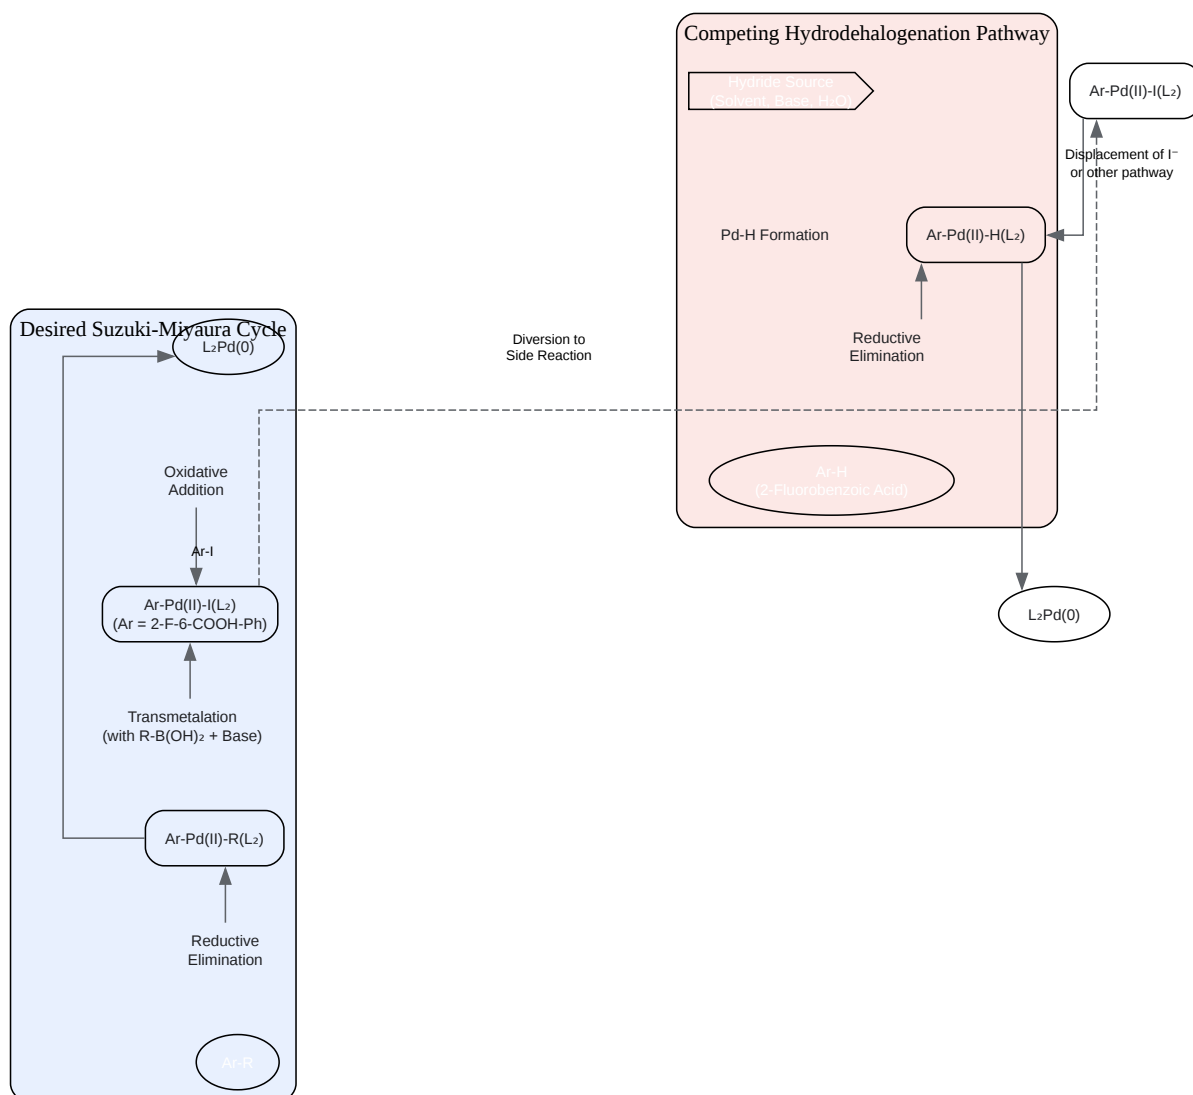 Competing Hydrodehalogenation Pathway
Hydride Source
(Solvent, Base, H₂O)
Ar-Pd(II)-I(L₂)
Displacement of I⁻
or other pathway
Pd-H Formation
Ar-Pd(II)-H(L₂)
Reductive
Elimination
Ar-H
(2-Fluorobenzoic Acid)
L₂Pd(0)
Diversion to
Side Reaction
Desired Suzuki-Miyaura Cycle
L₂Pd(0)
Oxidative
Addition
Ar-I
Ar-Pd(II)-I(L₂)
(Ar = 2-F-6-COOH-Ph)
Transmetalation
(with R-B(OH)₂ + Base)
Ar-Pd(II)-R(L₂)
Reductive
Elimination
Ar-R